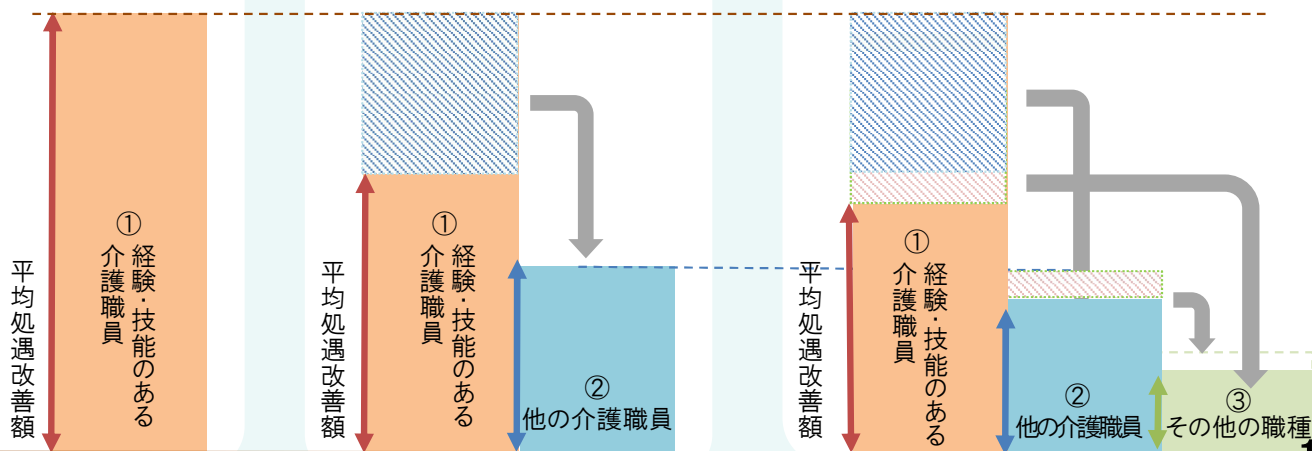 平均処遇改善額
①
経験・技能のある
介護職員
平均処遇改善額
①
経験・技能のある
介護職員
②
他の介護職員
平均処遇改善額
①
経験・技能のある
介護職員
②
他の介護職員
③
その他の職種